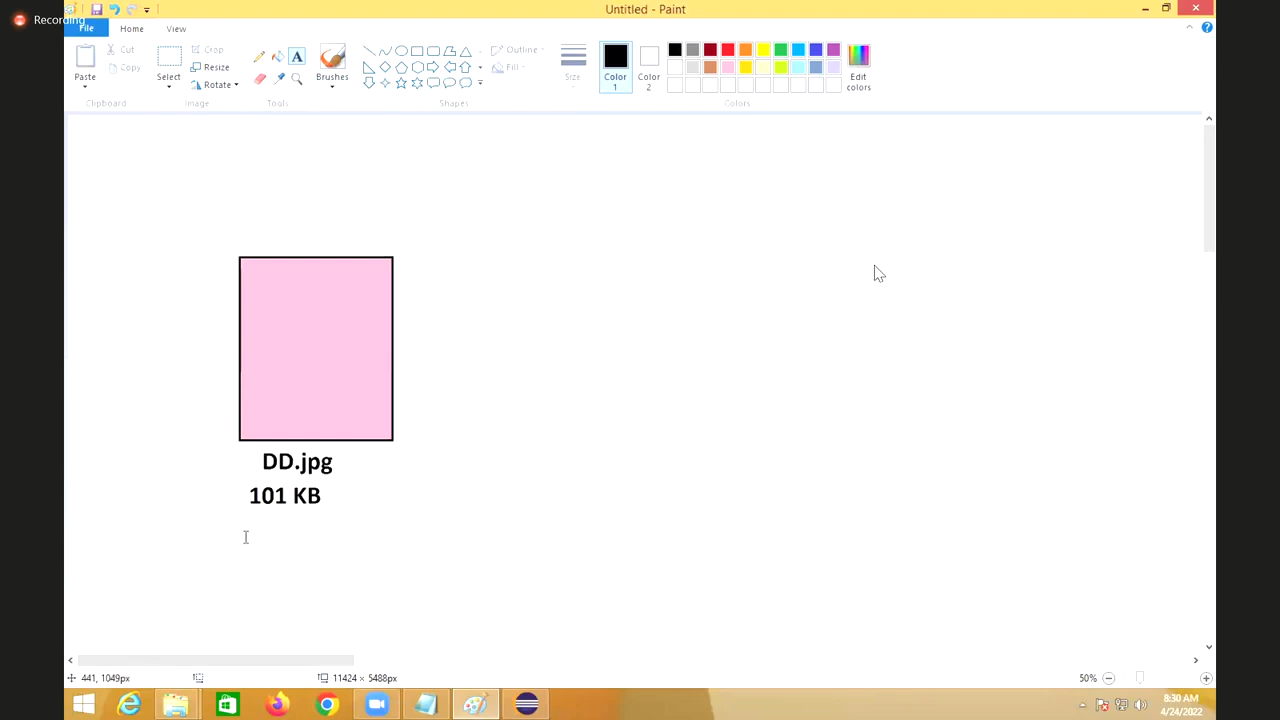 Recording
Untitled - Paint
File
Home
View
Paste
Cut
Copy
Clipboard
Select
Crop
Resize
Rotate
Image
Tools
Brushes
Outline
Fill
Shapes
Size
Color 1
Color 2
Edit colors
Colors
DD.jpg
101 KB
441, 1049px
11424 × 5488px
50%
8:30 AM
4/24/2022